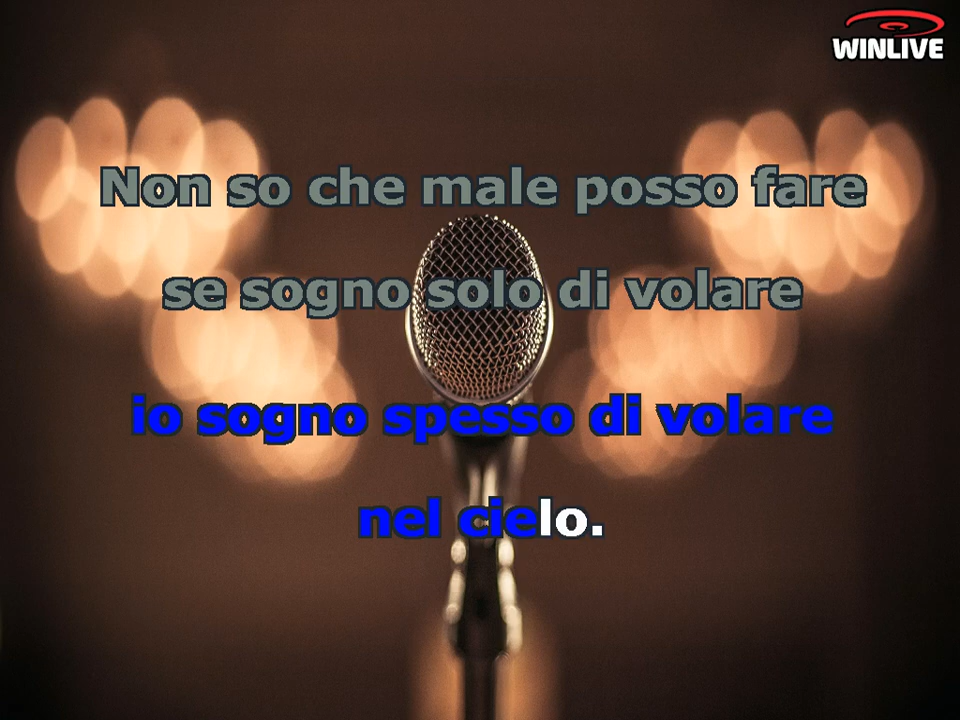 WINLIVE
Non so che male posso fare
se sogno solo di volare
io sogno spesso di volare
nel cielo.